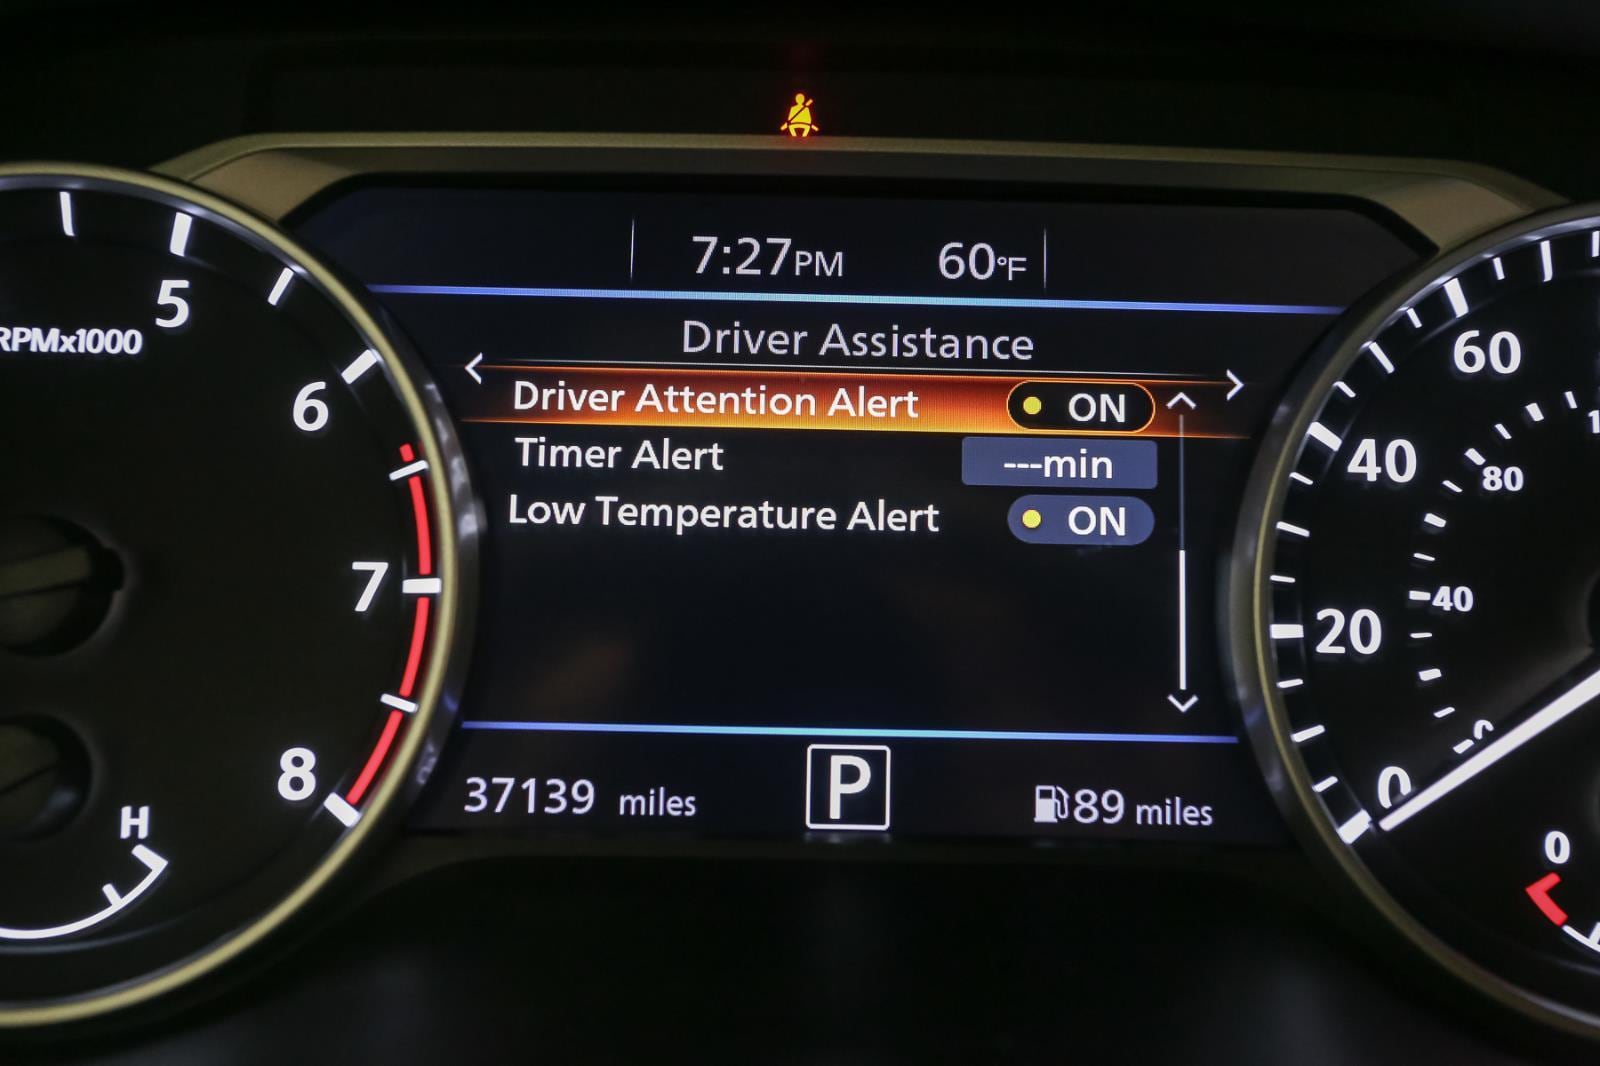 7:27PM 60°F
Driver Assistance
Driver Attention Alert ON
Timer Alert ---min
Low Temperature Alert ON
37139 miles P 89 miles
5
RPMx1000
6
7
8
H
60
40
80
20
40
0
0
0